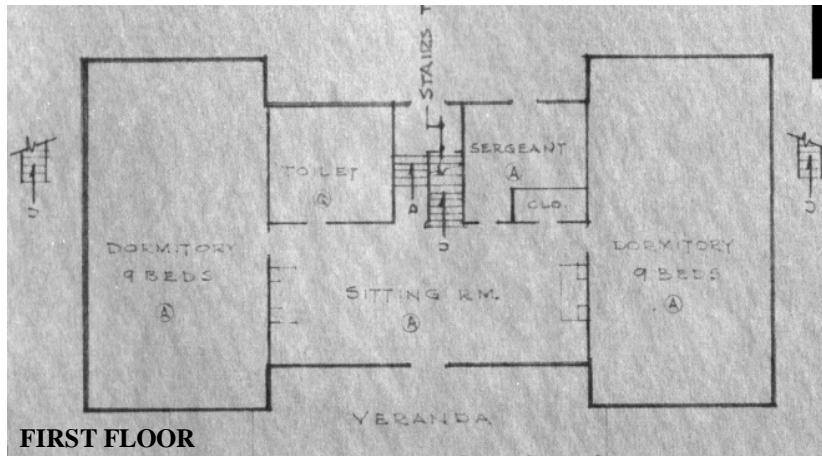 STAIRS T
TOILET
SERGEANT
A
CLO.
D
U
U
U
DORMITORY
9 BEDS
A
SITTING RM.
A
DORMITORY
9 BEDS
A
VERANDA
FIRST FLOOR